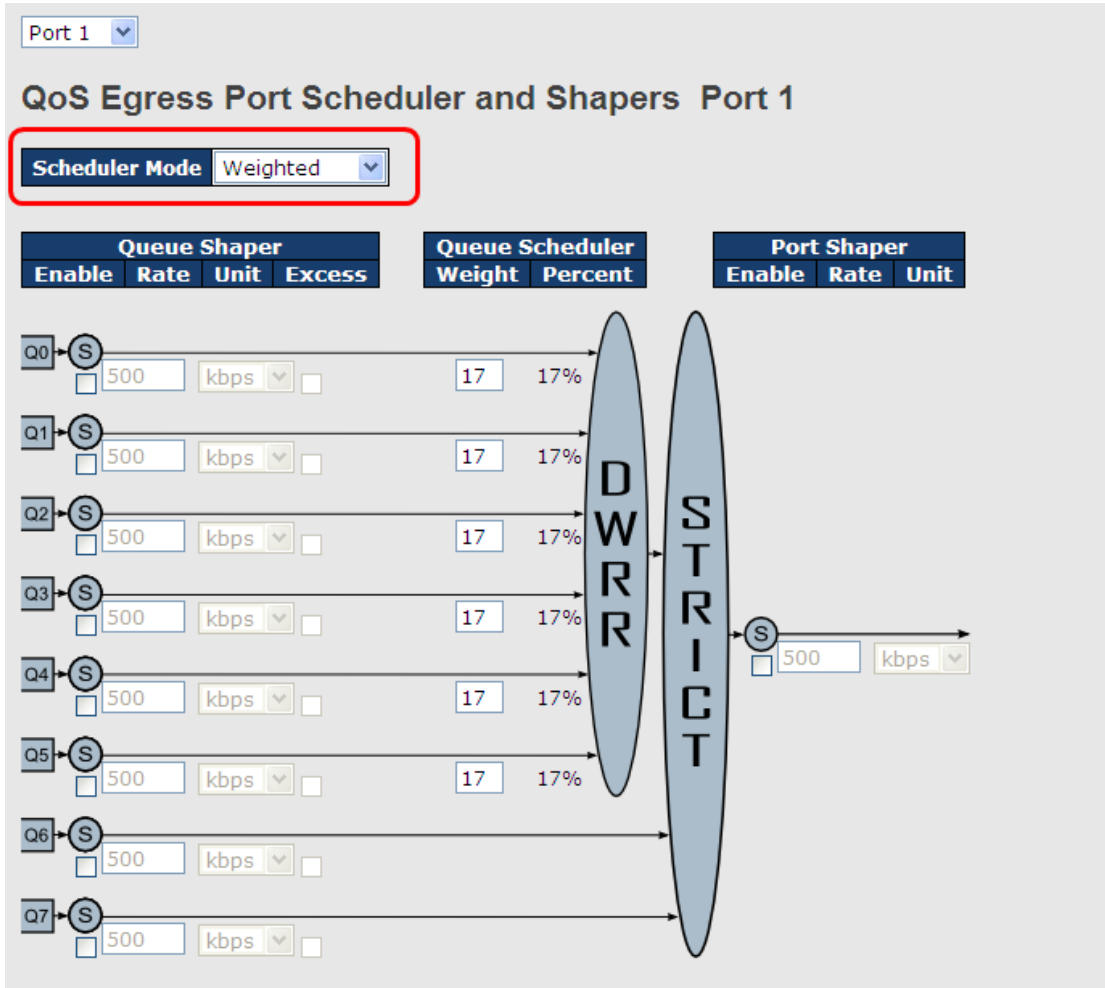 Port 1
QoS Egress Port Scheduler and Shapers Port 1
Scheduler Mode Weighted
Queue Shaper Queue Scheduler Port Shaper
Enable Rate Unit Excess Weight Percent Enable Rate Unit
Q0 S
500 kbps 17 17%
Q1 S
500 kbps 17 17%
Q2 S
500 kbps 17 17%
Q3 S
500 kbps 17 17%
Q4 S
500 kbps 17 17%
Q5 S
500 kbps 17 17%
Q6 S
500 kbps
Q7 S
500 kbps
DWRR
STRICT
S
500 kbps